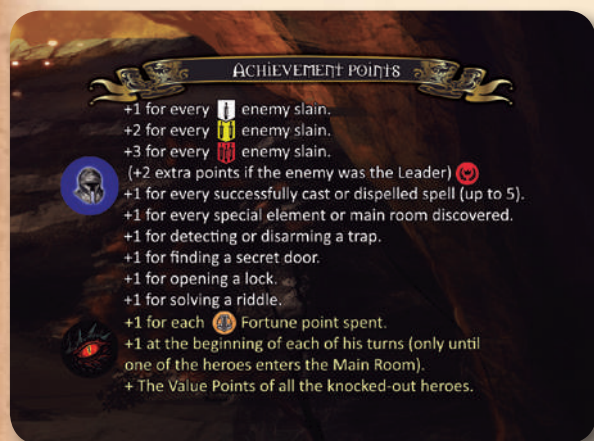 ACHIEVEMENT POINTS
+1 for every enemy slain.
+2 for every enemy slain.
+3 for every enemy slain.
(+2 extra points if the enemy was the Leader)
+1 for every successfully cast or dispelled spell (up to 5).
+1 for every special element or main room discovered.
+1 for detecting or disarming a trap.
+1 for finding a secret door.
+1 for opening a lock.
+1 for solving a riddle.
+1 for each Fortune point spent.
+1 at the beginning of each of his turns (only until
one of the heroes enters the Main Room).
+ The Value Points of all the knocked-out heroes.